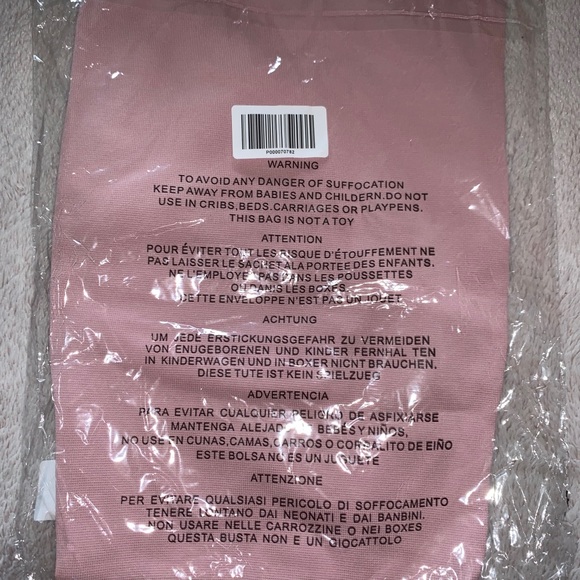 P000070782
WARNING
TO AVOID ANY DANGER OF SUFFOCATION
KEEP AWAY FROM BABIES AND CHILDERN. DO NOT
USE IN CRIBS, BEDS. CARRIAGES OR PLAYPENS.
THIS BAG IS NOT A TOY
ATTENTION
POUR ÉVITER TOUT LES RISQUE D'ÉTOUFFEMENT NE
PAS LAISSER LE SACHET ALA PORTEE DES ENFANTS.
NE L'EMPLOYE PAS DANS LES POUSSETTES
OU DANIS LES BOXES.
CETTE ENVELOPPE N'EST PAS UN JOUET
ACHTUNG
UM JEDE ERSTICKUNGSGEFAHR ZU VERMEIDEN
VON ENUGEBORENEN UND KINDER FERNHAL TEN
IN KINDERWAGEN UND IN BOXER NICNT BRAUCHEN.
DIESE TUTE IST KEIN SPIELZUEG
ADVERTENCIA
PARA EVITAR CUALQUIER PELIGRO DE ASFIXIARSE
MANTENGA ALEJADA LOS BEBÉS Y NIÑOS,
NO USE EN CUNAS, CAMAS, CARROS O CORRALITO DE EIÑO
ESTE BOLSA NO ES UN JUGUETE
ATTENZIONE
PER EVITARE QUALSIASI PERICOLO DI SOFFOCAMENTO
TENERE LONTANO DAI NEONATI E DAI BANBINI.
NON USARE NELLE CARROZZINE O NEI BOXES
QUESTA BUSTA NON E UN GIOCATTOLO